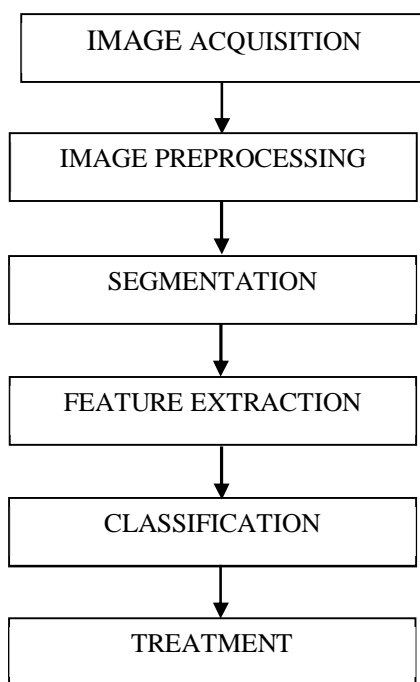 IMAGE ACQUISITION
IMAGE PREPROCESSING
SEGMENTATION
FEATURE EXTRACTION
CLASSIFICATION
TREATMENT